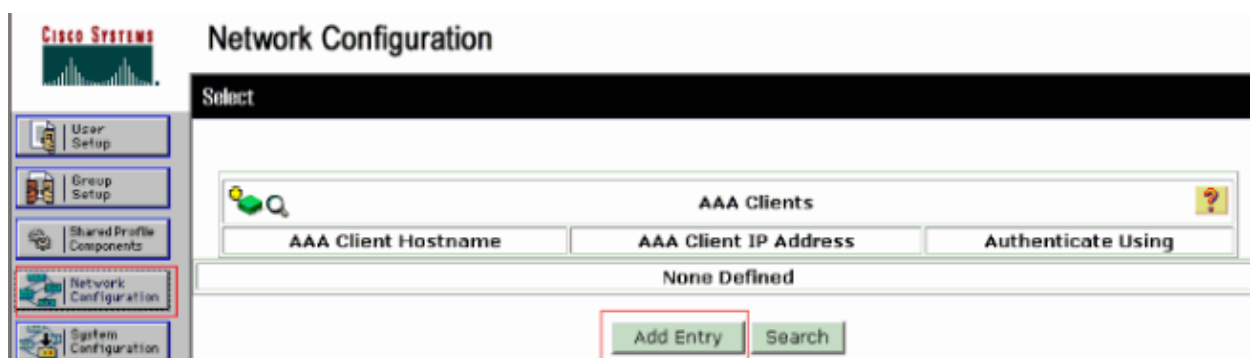 CISCO SYSTEMS
Network Configuration
Select
User
Setup
Group
Setup
Shared Profile
Components
Network
Configuration
System
Configuration
AAA Clients
?
AAA Client Hostname AAA Client IP Address Authenticate Using
None Defined
Add Entry Search